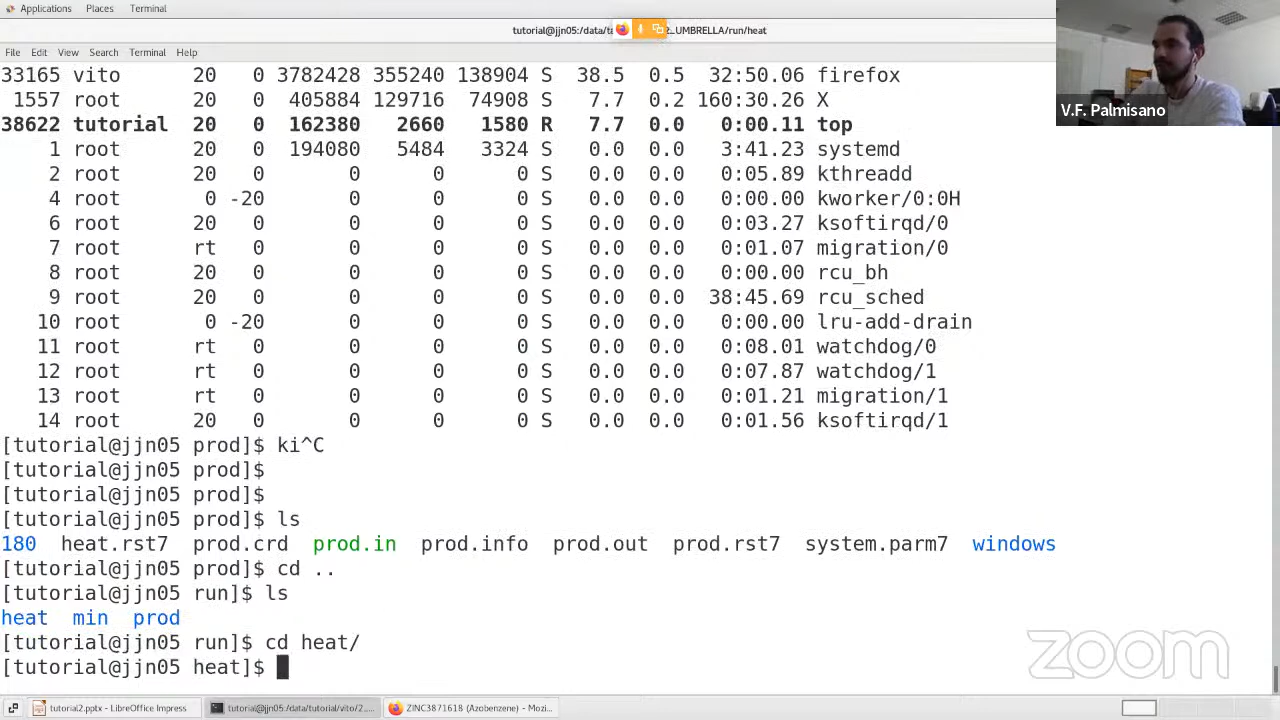 Applications Places Terminal
tutorial@jjn05:/data/ta 2_UMBRELLA/run/heat
File Edit View Search Terminal Help
33165 vito 20 0 3782428 355240 138904 S 38.5 0.5 32:50.06 firefox
1557 root 20 0 405884 129716 74908 S 7.7 0.2 160:30.26 X
38622 tutorial 20 0 162380 2660 1580 R 7.7 0.0 0:00.11 top
1 root 20 0 194080 5484 3324 S 0.0 0.0 3:41.23 systemd
2 root 20 0 0 0 0 S 0.0 0.0 0:05.89 kthreadd
4 root 0 -20 0 0 0 S 0.0 0.0 0:00.00 kworker/0:0H
6 root 20 0 0 0 0 S 0.0 0.0 0:03.27 ksoftirqd/0
7 root rt 0 0 0 0 S 0.0 0.0 0:01.07 migration/0
8 root 20 0 0 0 0 S 0.0 0.0 0:00.00 rcu_bh
9 root 20 0 0 0 0 S 0.0 0.0 38:45.69 rcu_sched
10 root 0 -20 0 0 0 S 0.0 0.0 0:00.00 lru-add-drain
11 root rt 0 0 0 0 S 0.0 0.0 0:08.01 watchdog/0
12 root rt 0 0 0 0 S 0.0 0.0 0:07.87 watchdog/1
13 root rt 0 0 0 0 S 0.0 0.0 0:01.21 migration/1
14 root 20 0 0 0 0 S 0.0 0.0 0:01.56 ksoftirqd/1
[tutorial@jjn05 prod]$ ki^C
[tutorial@jjn05 prod]$
[tutorial@jjn05 prod]$
[tutorial@jjn05 prod]$ ls
180 heat.rst7 prod.crd prod.in prod.info prod.out prod.rst7 system.parm7 windows
[tutorial@jjn05 prod]$ cd ..
[tutorial@jjn05 run]$ ls
heat min prod
[tutorial@jjn05 run]$ cd heat/
[tutorial@jjn05 heat]$
V.F. Palmisano
zoom
tutorial2.pptx - LibreOffice Impress
tutorial@jjn05:/data/tutorial/vito/2...
ZINC3871618 (Azobenzene) - Mozi...